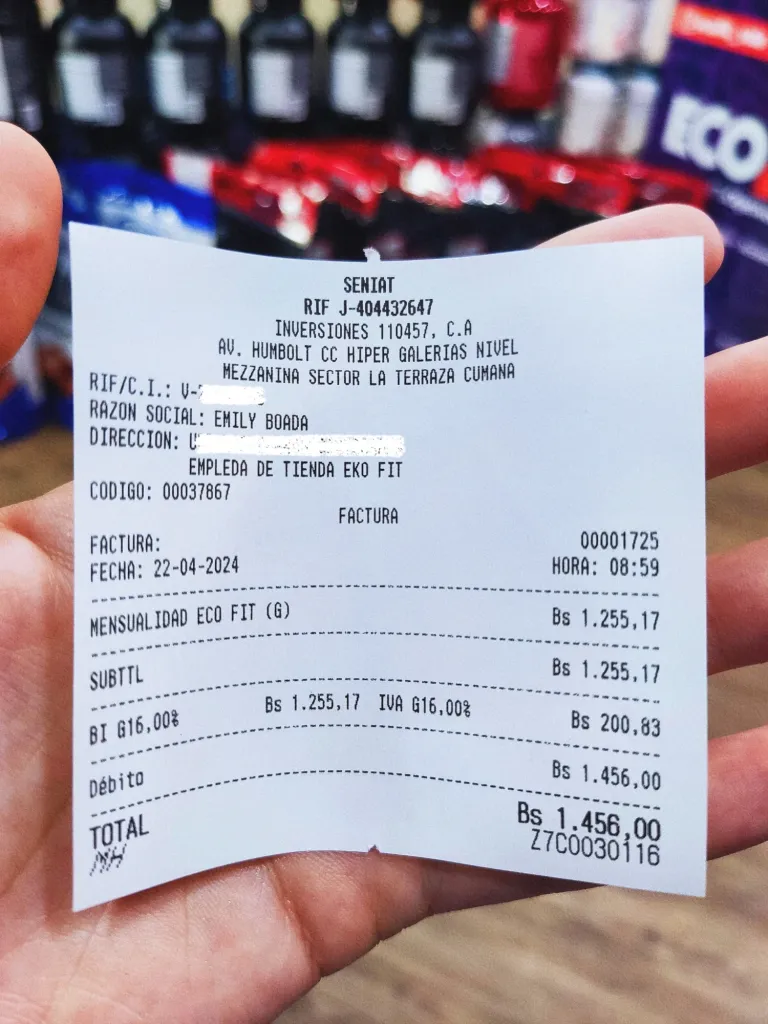 SENIAT
RIF J-404432647
INVERSIONES 110457, C.A
AV. HUMBOLT CC HIPER GALERIAS NIVEL
MEZZANINA SECTOR LA TERRAZA CUMANA
RIF/C.I.: V-
RAZON SOCIAL: EMILY BOADA
DIRECCION: U
EMPLEDA DE TIENDA EKO FIT
CODIGO: 00037867
FACTURA
FACTURA: 00001725
FECHA: 22-04-2024 HORA: 08:59
MENSUALIDAD ECO FIT (G) Bs 1.255,17
SUBTTL Bs 1.255,17
BI G16,00% Bs 1.255,17 IVA G16,00% Bs 200,83
Débito Bs 1.456,00
TOTAL Bs 1.456,00
MH Z7C0030116
ECO